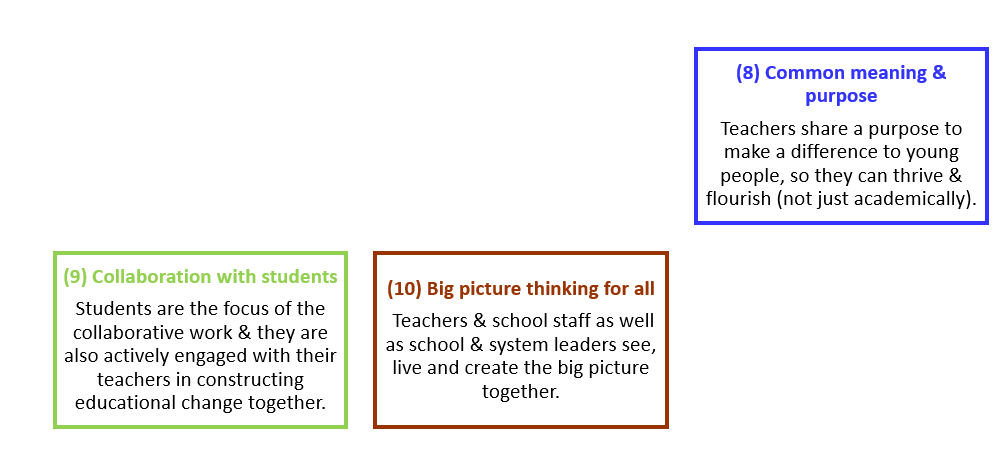 (8) Common meaning &
purpose
Teachers share a purpose to
make a difference to young
people, so they can thrive &
flourish (not just academically).
(9) Collaboration with students
Students are the focus of the
collaborative work & they are
also actively engaged with their
teachers in constructing
educational change together.
(10) Big picture thinking for all
Teachers & school staff as well
as school & system leaders see,
live and create the big picture
together.